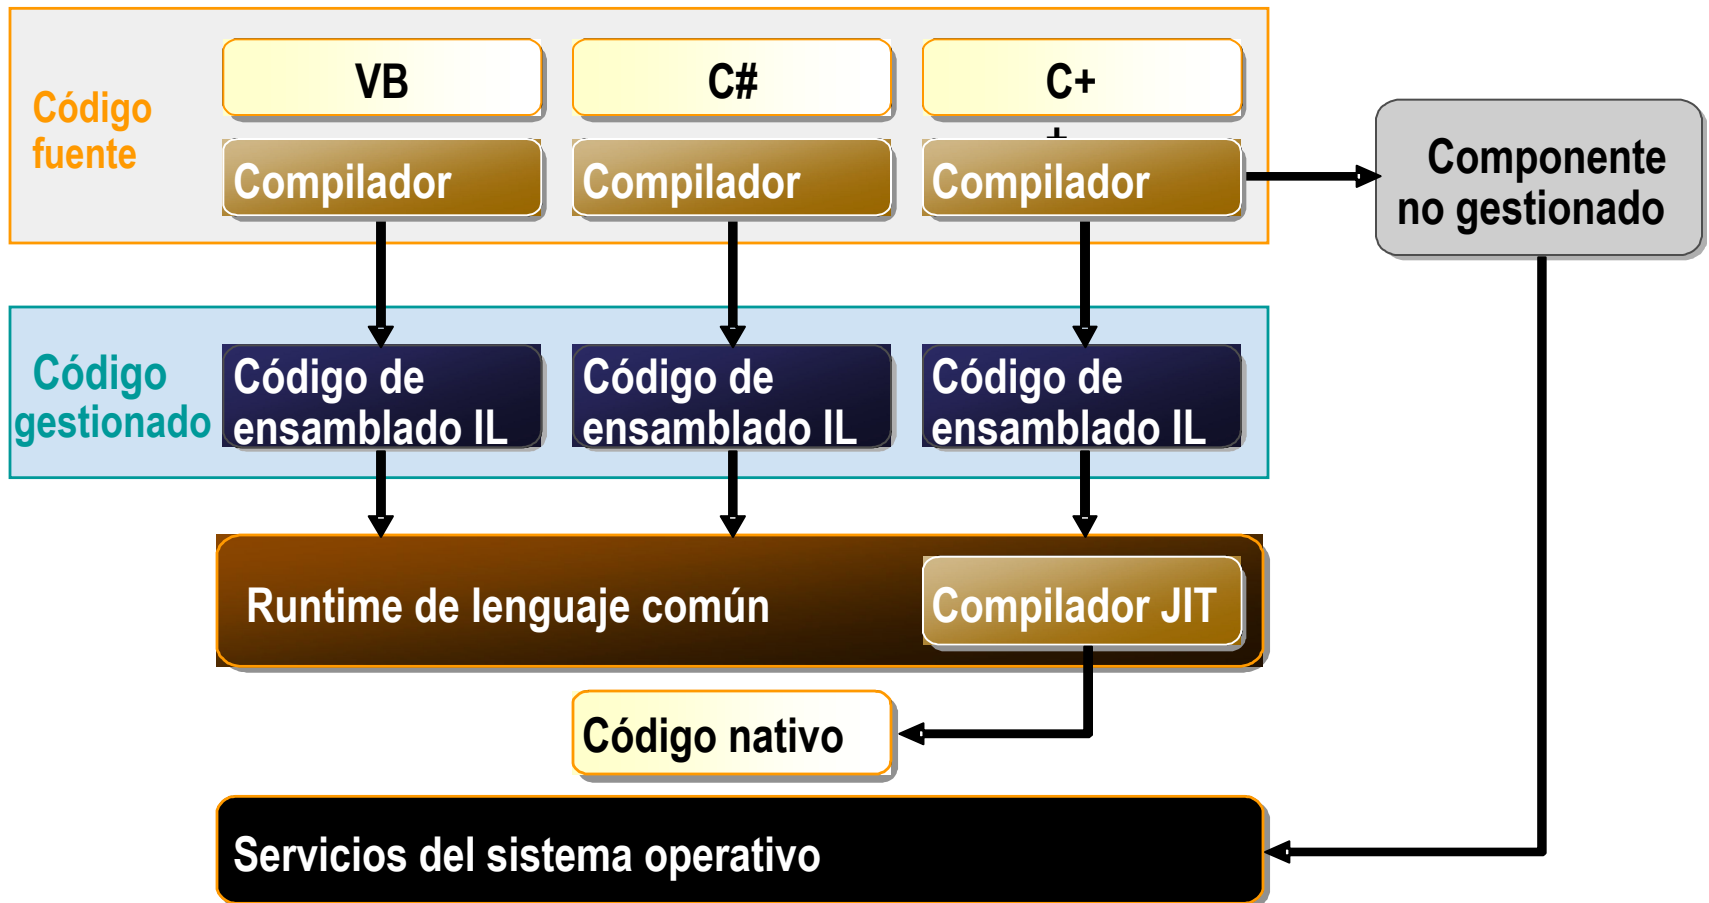 Código
fuente
VB
C#
C+
+
Compilador
Compilador
Compilador
Componente
no gestionado
Código
gestionado
Código de
ensamblado IL
Código de
ensamblado IL
Código de
ensamblado IL
Runtime de lenguaje común
Compilador JIT
Código nativo
Servicios del sistema operativo